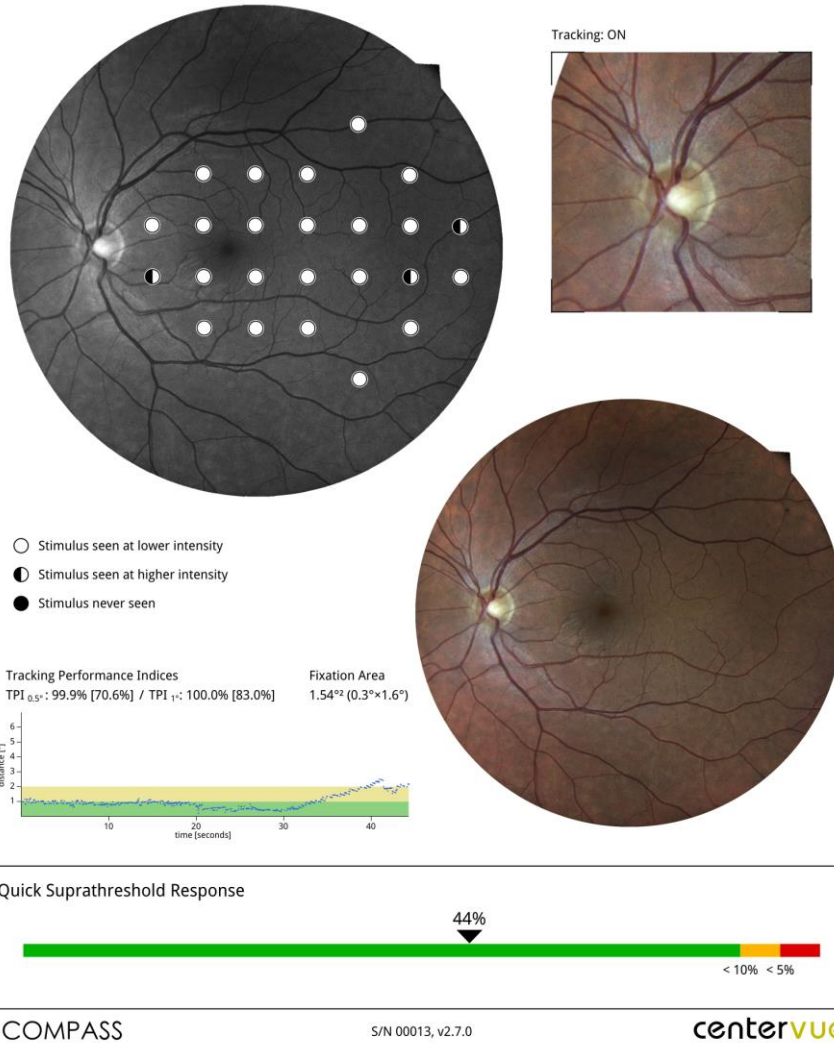 Tracking: ON
Stimulus seen at lower intensity
Stimulus seen at higher intensity
Stimulus never seen
Tracking Performance Indices
TPI 0.5°: 99.9% [70.6%] / TPI 1°: 100.0% [83.0%]
Fixation Area
1.54°² (0.3°×1.6°)
6
5
4
3
2
1
distance [°]
10 20 30 40
time [seconds]
Quick Suprathreshold Response
44%
< 10% < 5%
COMPASS
S/N 00013, v2.7.0
centervue